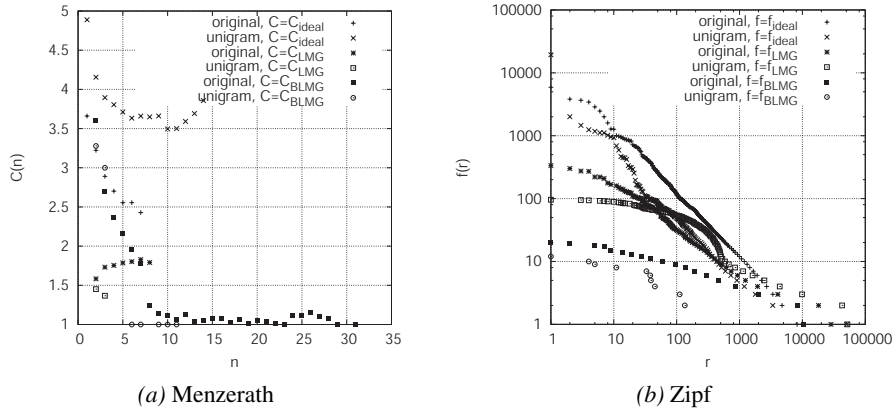 5
4.5
4
3.5
3
2.5
2
1.5
1
C(n)
0 5 10 15 20 25 30 35
n
original, C=C_ideal
unigram, C=C_ideal
original, C=C_LMG
unigram, C=C_LMG
original, C=C_BLMG
unigram, C=C_BLMG
(a) Menzerath
100000
10000
1000
100
10
1
f(r)
1 10 100 1000 10000 100000
r
original, f=f_ideal
unigram, f=f_ideal
original, f=f_LMG
unigram, f=f_LMG
original, f=f_BLMG
unigram, f=f_BLMG
(b) Zipf